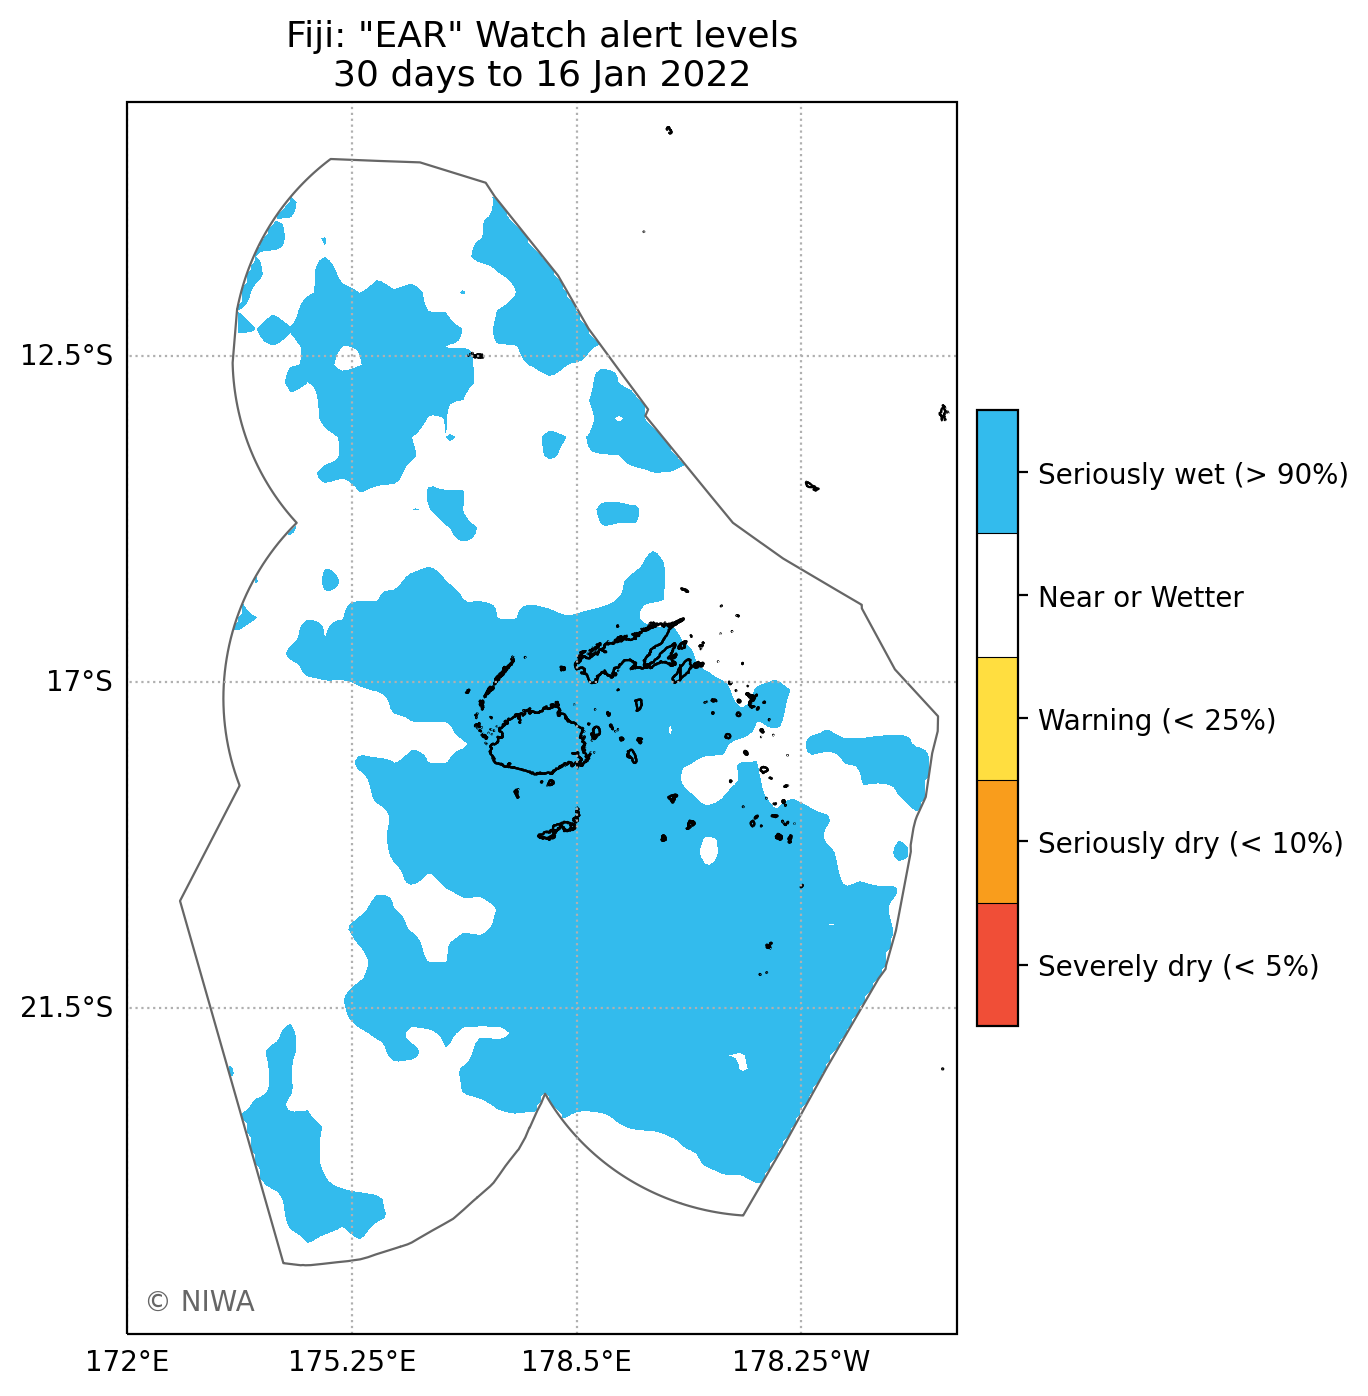 Fiji: "EAR" Watch alert levels
30 days to 16 Jan 2022
12.5°S
17°S
21.5°S
172°E
175.25°E
178.5°E
178.25°W
© NIWA
Seriously wet (> 90%)
Near or Wetter
Warning (< 25%)
Seriously dry (< 10%)
Severely dry (< 5%)